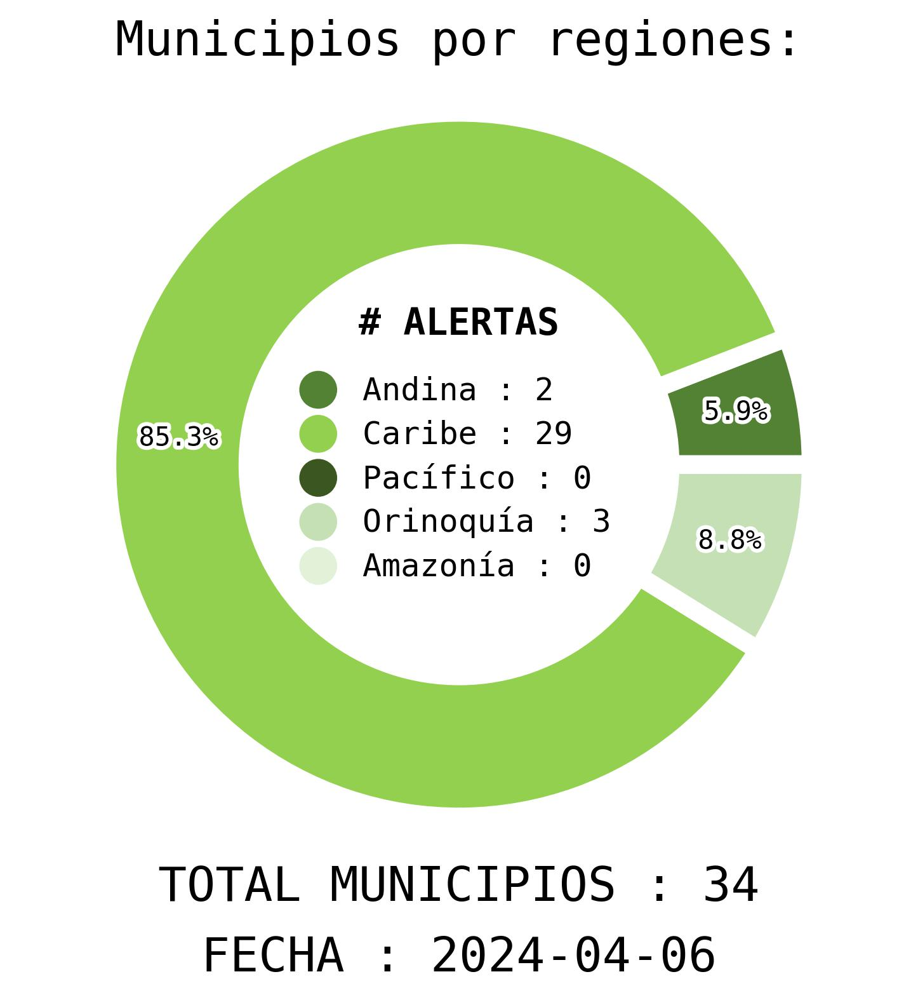 Municipios por regiones:
# ALERTAS
Andina : 2
Caribe : 29
Pacífico : 0
Orinoquía : 3
Amazonía : 0
85.3%
5.9%
8.8%
TOTAL MUNICIPIOS : 34
FECHA : 2024-04-06